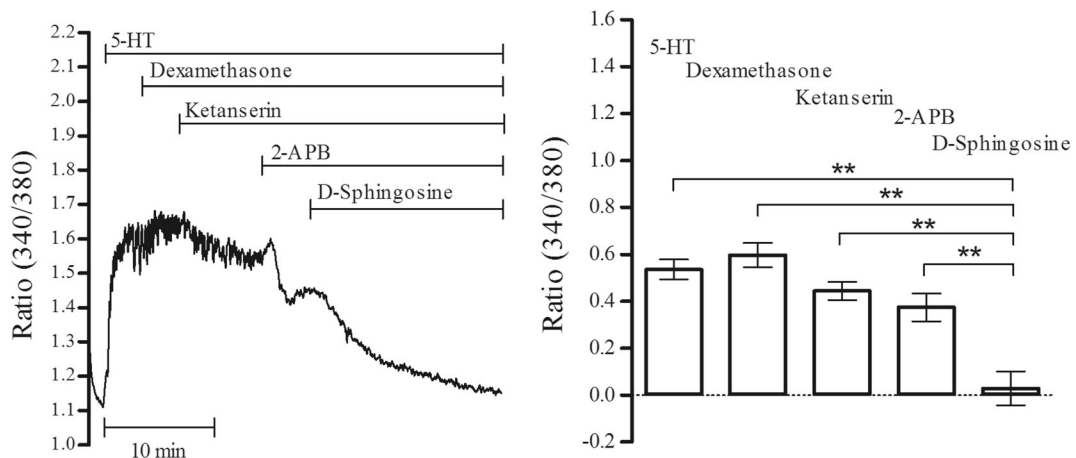 Ratio (340/380)
2.2
2.1
2.0
1.9
1.8
1.7
1.6
1.5
1.4
1.3
1.2
1.1
1.0
5-HT
Dexamethasone
Ketanserin
2-APB
D-Sphingosine
10 min
Ratio (340/380)
1.6
1.4
1.2
1.0
0.8
0.6
0.4
0.2
0.0
-0.2
5-HT
Dexamethasone
Ketanserin
2-APB
D-Sphingosine
**
**
**
**